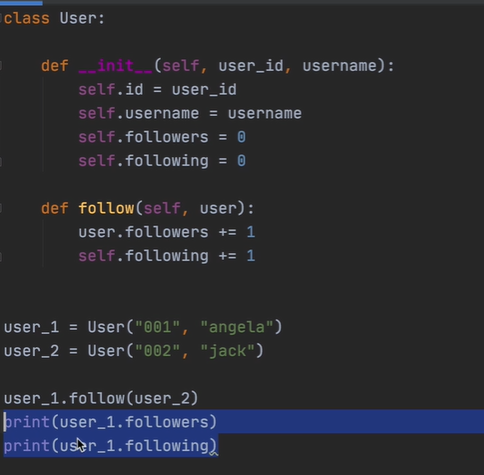 class User:
    def __init__(self, user_id, username):
        self.id = user_id
        self.username = username
        self.followers = 0
        self.following = 0
    def follow(self, user):
        user.followers += 1
        self.following += 1
user_1 = User("001", "angela")
user_2 = User("002", "jack")
user_1.follow(user_2)
print(user_1.followers)
print(user_1.following)